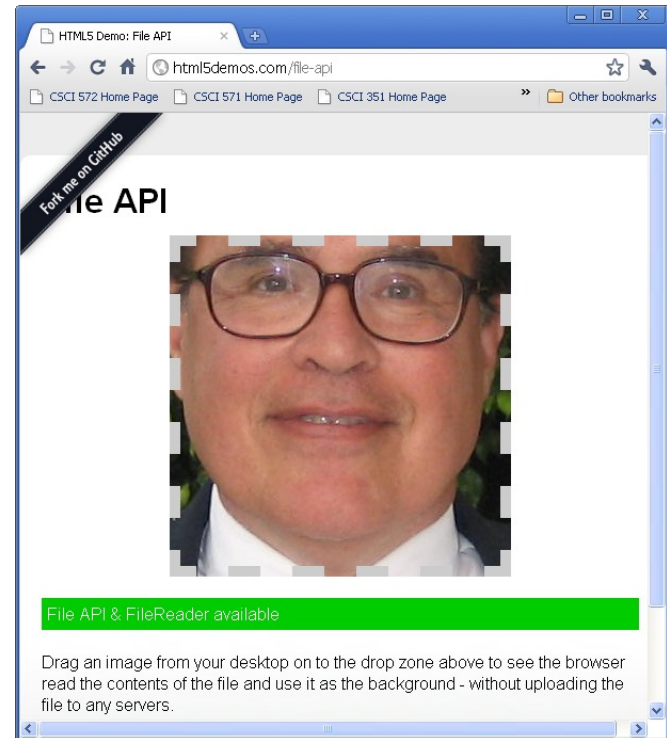 HTML5 Demo: File API
html5demos.com/file-api
CSCI 572 Home Page CSCI 571 Home Page CSCI 351 Home Page » Other bookmarks
Fork me on GitHub
File API
File API & FileReader available
Drag an image from your desktop on to the drop zone above to see the browser
read the contents of the file and use it as the background - without uploading the
file to any servers.